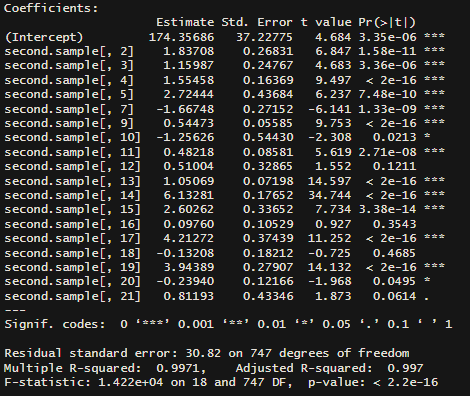 Coefficients:
Estimate Std. Error t value Pr(>|t|)
(Intercept) 174.35686 37.22775 4.684 3.35e-06 ***
second.sample[, 2] 1.83708 0.26831 6.847 1.58e-11 ***
second.sample[, 3] 1.15987 0.24767 4.683 3.36e-06 ***
second.sample[, 4] 1.55458 0.16369 9.497 < 2e-16 ***
second.sample[, 5] 2.72444 0.43684 6.237 7.48e-10 ***
second.sample[, 7] -1.66748 0.27152 -6.141 1.33e-09 ***
second.sample[, 9] 0.54473 0.05585 9.753 < 2e-16 ***
second.sample[, 10] -1.25626 0.54430 -2.308 0.0213 *
second.sample[, 11] 0.48218 0.08581 5.619 2.71e-08 ***
second.sample[, 12] 0.51004 0.32865 1.552 0.1211
second.sample[, 13] 1.05069 0.07198 14.597 < 2e-16 ***
second.sample[, 14] 6.13281 0.17652 34.744 < 2e-16 ***
second.sample[, 15] 2.60262 0.33652 7.734 3.38e-14 ***
second.sample[, 16] 0.09760 0.10529 0.927 0.3543
second.sample[, 17] 4.21272 0.37439 11.252 < 2e-16 ***
second.sample[, 18] -0.13208 0.18212 -0.725 0.4685
second.sample[, 19] 3.94389 0.27907 14.132 < 2e-16 ***
second.sample[, 20] -0.23940 0.12166 -1.968 0.0495 *
second.sample[, 21] 0.81193 0.43346 1.873 0.0614 .
---
Signif. codes: 0 ‘***’ 0.001 ‘**’ 0.01 ‘*’ 0.05 ‘.’ 0.1 ‘ ’ 1
Residual standard error: 30.82 on 747 degrees of freedom
Multiple R-squared: 0.9971, Adjusted R-squared: 0.997
F-statistic: 1.422e+04 on 18 and 747 DF, p-value: < 2.2e-16